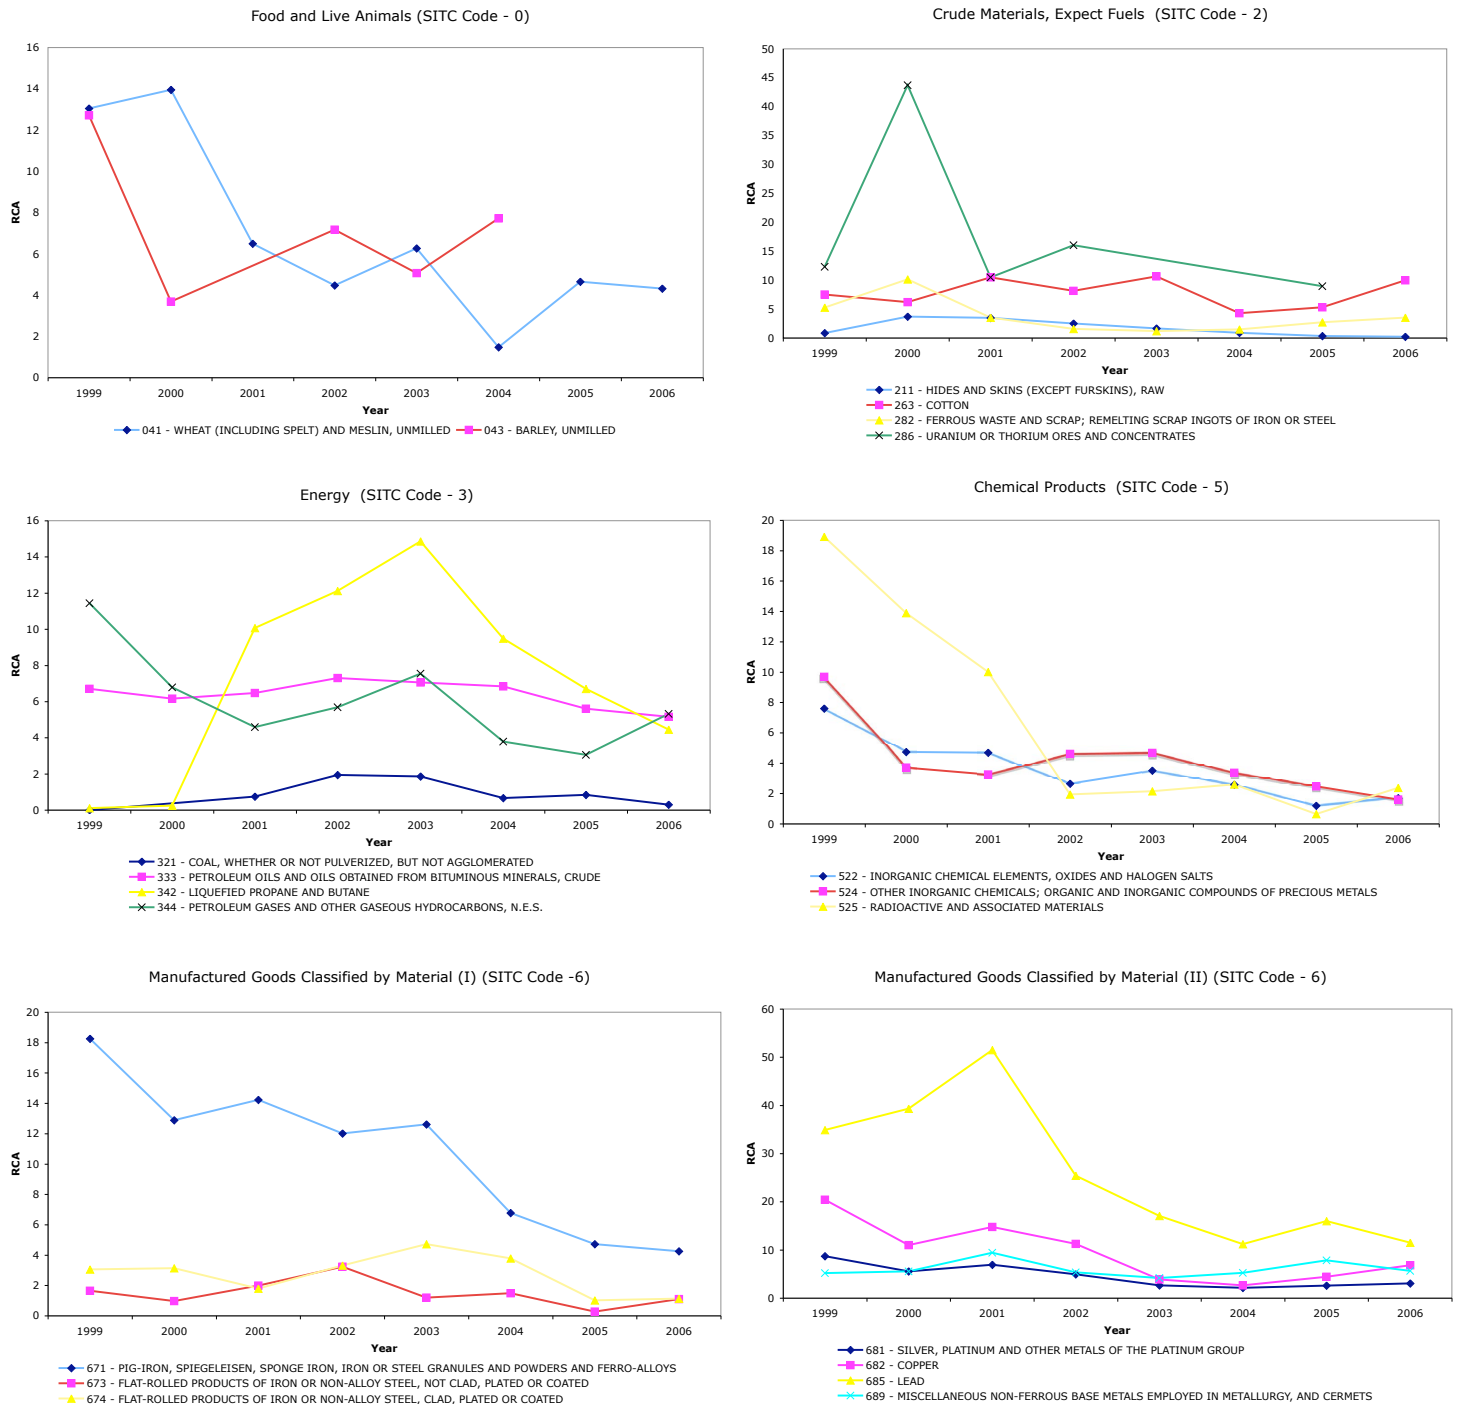 Food and Live Animals (SITC Code - 0)
16
14
12
10
8
6
4
2
0
RCA
1999 2000 2001 2002 2003 2004 2005 2006
Year
041 - WHEAT (INCLUDING SPELT) AND MESLIN, UNMILLED 043 - BARLEY, UNMILLED
Crude Materials, Expect Fuels (SITC Code - 2)
50
45
40
35
30
25
20
15
10
5
0
RCA
1999 2000 2001 2002 2003 2004 2005 2006
Year
211 - HIDES AND SKINS (EXCEPT FURSKINS), RAW
263 - COTTON
282 - FERROUS WASTE AND SCRAP; REMELTING SCRAP INGOTS OF IRON OR STEEL
286 - URANIUM OR THORIUM ORES AND CONCENTRATES
Energy (SITC Code - 3)
16
14
12
10
8
6
4
2
0
RCA
1999 2000 2001 2002 2003 2004 2005 2006
Year
321 - COAL, WHETHER OR NOT PULVERIZED, BUT NOT AGGLOMERATED
333 - PETROLEUM OILS AND OILS OBTAINED FROM BITUMINOUS MINERALS, CRUDE
342 - LIQUEFIED PROPANE AND BUTANE
344 - PETROLEUM GASES AND OTHER GASEOUS HYDROCARBONS, N.E.S.
Chemical Products (SITC Code - 5)
20
18
16
14
12
10
8
6
4
2
0
RCA
1999 2000 2001 2002 2003 2004 2005 2006
Year
522 - INORGANIC CHEMICAL ELEMENTS, OXIDES AND HALOGEN SALTS
524 - OTHER INORGANIC CHEMICALS; ORGANIC AND INORGANIC COMPOUNDS OF PRECIOUS METALS
525 - RADIOACTIVE AND ASSOCIATED MATERIALS
Manufactured Goods Classified by Material (I) (SITC Code -6)
20
18
16
14
12
10
8
6
4
2
0
RCA
1999 2000 2001 2002 2003 2004 2005 2006
Year
671 - PIG-IRON, SPIEGELEISEN, SPONGE IRON, IRON OR STEEL GRANULES AND POWDERS AND FERRO-ALLOYS
673 - FLAT-ROLLED PRODUCTS OF IRON OR NON-ALLOY STEEL, NOT CLAD, PLATED OR COATED
674 - FLAT-ROLLED PRODUCTS OF IRON OR NON-ALLOY STEEL, CLAD, PLATED OR COATED
Manufactured Goods Classified by Material (II) (SITC Code - 6)
60
50
40
30
20
10
0
RCA
1999 2000 2001 2002 2003 2004 2005 2006
Year
681 - SILVER, PLATINUM AND OTHER METALS OF THE PLATINUM GROUP
682 - COPPER
685 - LEAD
689 - MISCELLANEOUS NON-FERROUS BASE METALS EMPLOYED IN METALLURGY, AND CERMETS